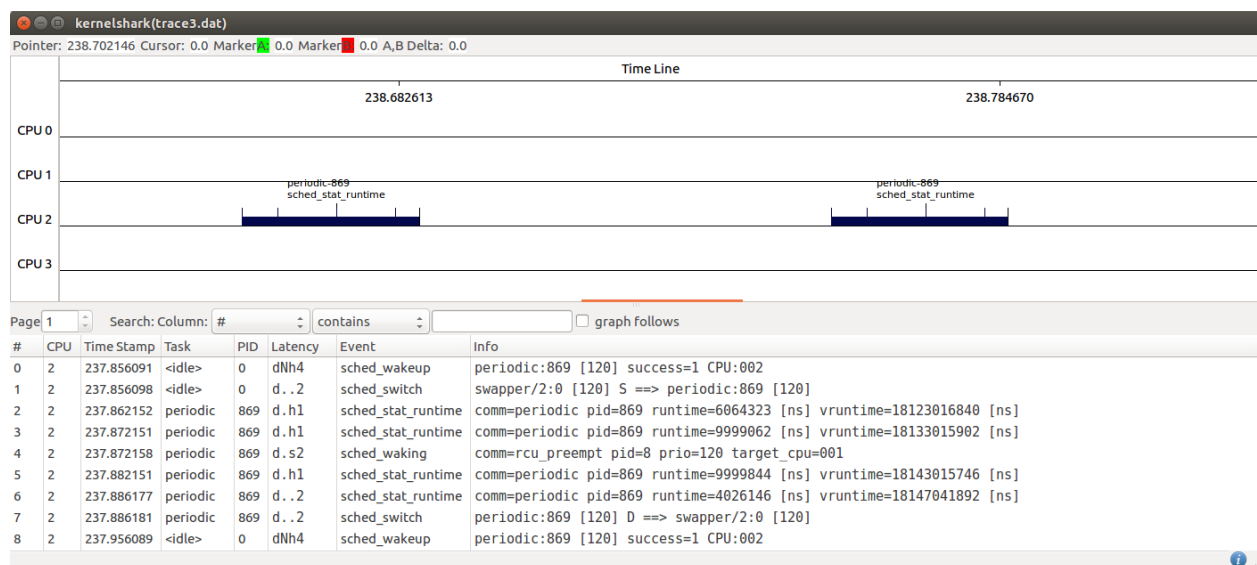 kernelshark(trace3.dat)
Pointer: 238.702146 Cursor: 0.0 MarkerA: 0.0 Marker 0.0 A,B Delta: 0.0
Time Line
238.682613 238.784670
CPU 0
CPU 1
periodic-869 periodic-869
sched_stat_runtime sched_stat_runtime
CPU 2
CPU 3
Page 1 Search: Column: # contains graph follows
# CPU Time Stamp Task PID Latency Event Info
0 2 237.856091 <idle> 0 dNh4 sched_wakeup periodic:869 [120] success=1 CPU:002
1 2 237.856098 <idle> 0 d..2 sched_switch swapper/2:0 [120] S ==> periodic:869 [120]
2 2 237.862152 periodic 869 d.h1 sched_stat_runtime comm=periodic pid=869 runtime=6064323 [ns] vruntime=18123016840 [ns]
3 2 237.872151 periodic 869 d.h1 sched_stat_runtime comm=periodic pid=869 runtime=9999062 [ns] vruntime=18133015902 [ns]
4 2 237.872158 periodic 869 d.s2 sched_waking comm=rcu_preempt pid=8 prio=120 target_cpu=001
5 2 237.882151 periodic 869 d.h1 sched_stat_runtime comm=periodic pid=869 runtime=9999844 [ns] vruntime=18143015746 [ns]
6 2 237.886177 periodic 869 d..2 sched_stat_runtime comm=periodic pid=869 runtime=4026146 [ns] vruntime=18147041892 [ns]
7 2 237.886181 periodic 869 d..2 sched_switch periodic:869 [120] D ==> swapper/2:0 [120]
8 2 237.956089 <idle> 0 dNh4 sched_wakeup periodic:869 [120] success=1 CPU:002